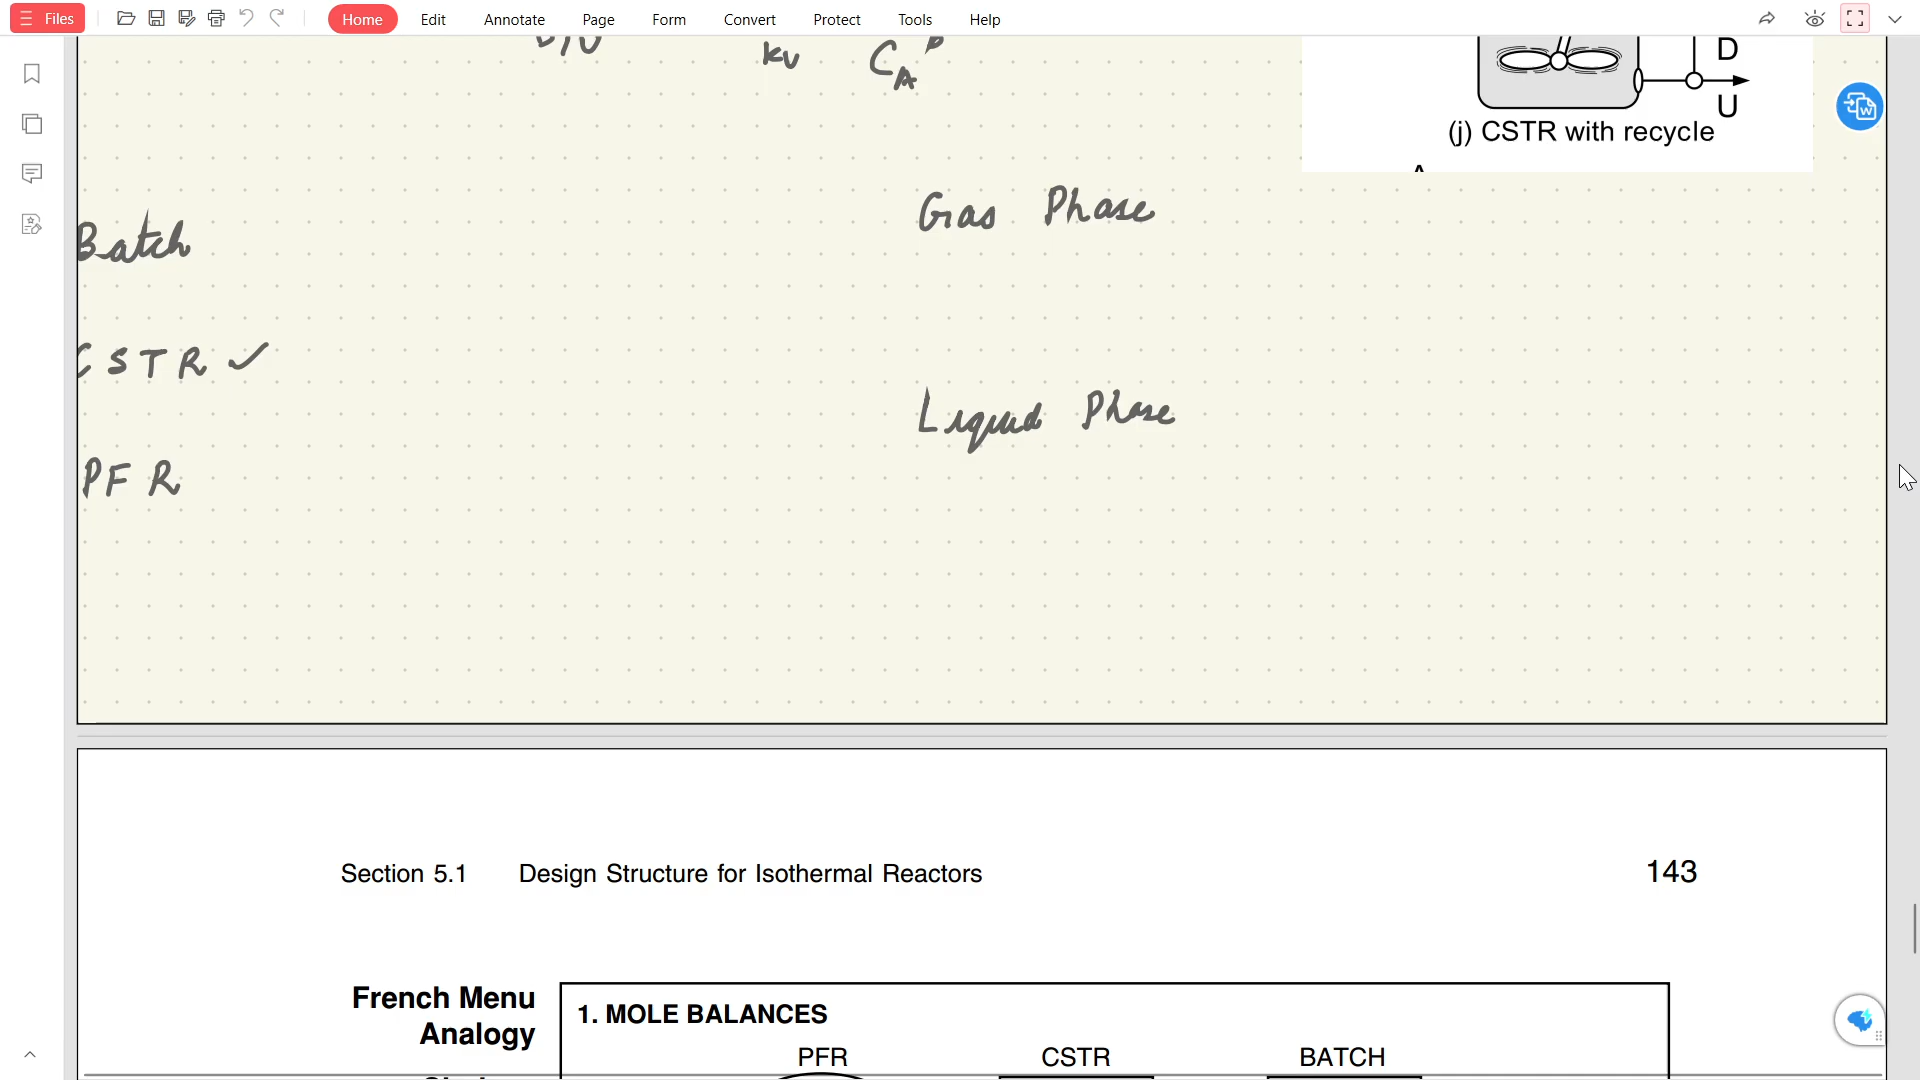 Files Home Edit Annotate Page Form Convert Protect Tools Help
kv CA
D
U
(j) CSTR with recycle
Gas Phase
Batch
CSTR ✓
Liquid Phase
PFR
Section 5.1 Design Structure for Isothermal Reactors 143
French Menu
Analogy
1. MOLE BALANCES
PFR CSTR BATCH